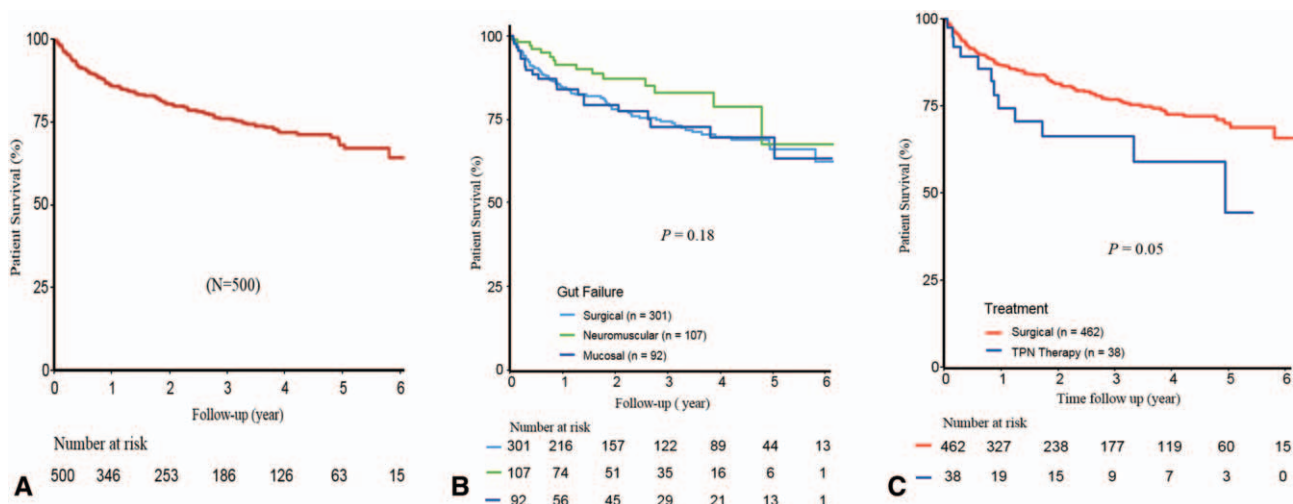 Patient Survival (%)
100
75
50
25
0
(N=500)
0 1 2 3 4 5 6
Follow-up (year)
Number at risk
500 346 253 186 126 63 15
A
Patient Survival (%)
100
75
50
25
0
P = 0.18
Gut Failure
Surgical (n = 301)
Neuromuscular (n = 107)
Mucosal (n = 92)
0 1 2 3 4 5 6
Follow-up ( year)
Number at risk
301 216 157 122 89 44 13
107 74 51 35 16 6 1
92 56 45 29 21 13 1
B
Patient Survival (%)
100
75
50
25
0
P = 0.05
Treatment
Surgical (n = 462)
TPN Therapy (n = 38)
0 1 2 3 4 5 6
Time follow up (year)
Number at risk
462 327 238 177 119 60 15
38 19 15 9 7 3 0
C